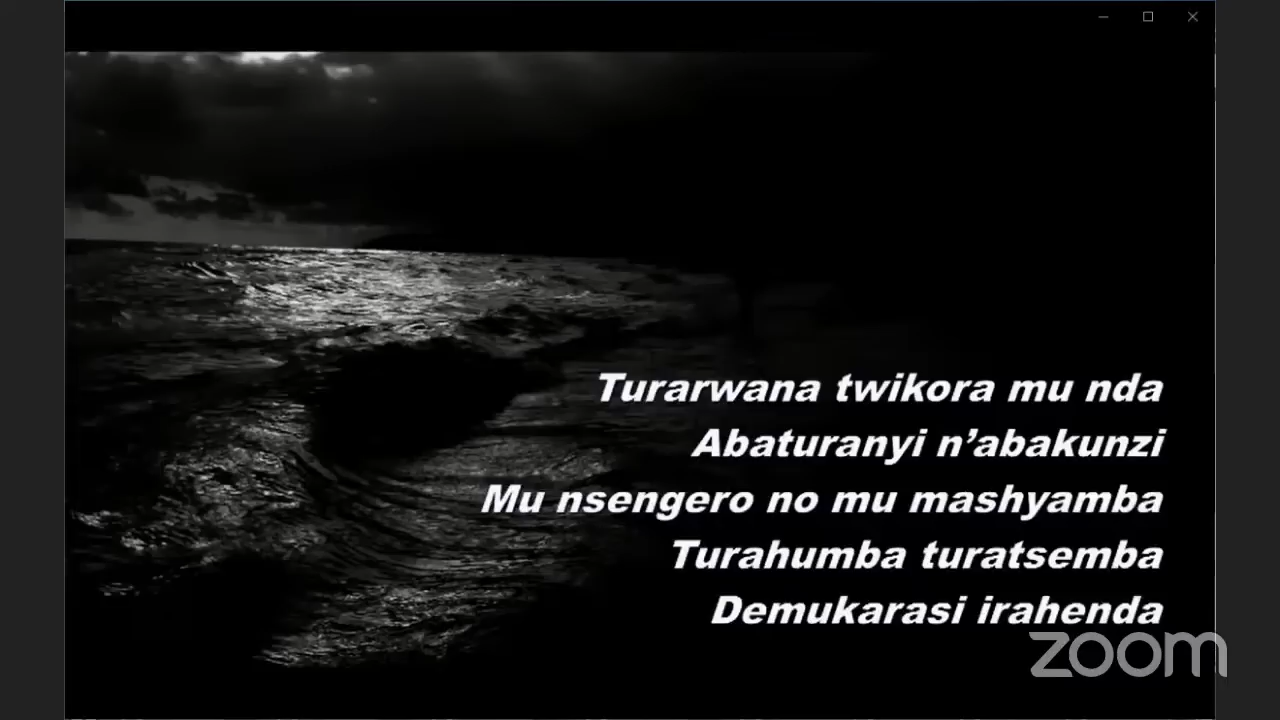 Turarwana twikora mu nda
Abaturanyi n’abakunzi
Mu nsengero no mu mashyamba
Turahumba turatsemba
Demukarasi irahenda
zoom